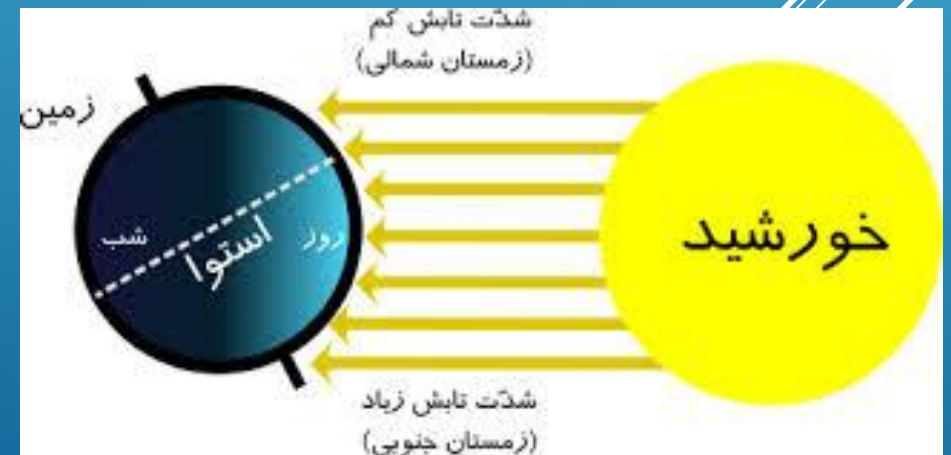 شدّت تابش کم
(زمستان شمالی)
زمین
خورشید
روز
استوا
شب
شدّت تابش زیاد
(زمستان جنوبی)